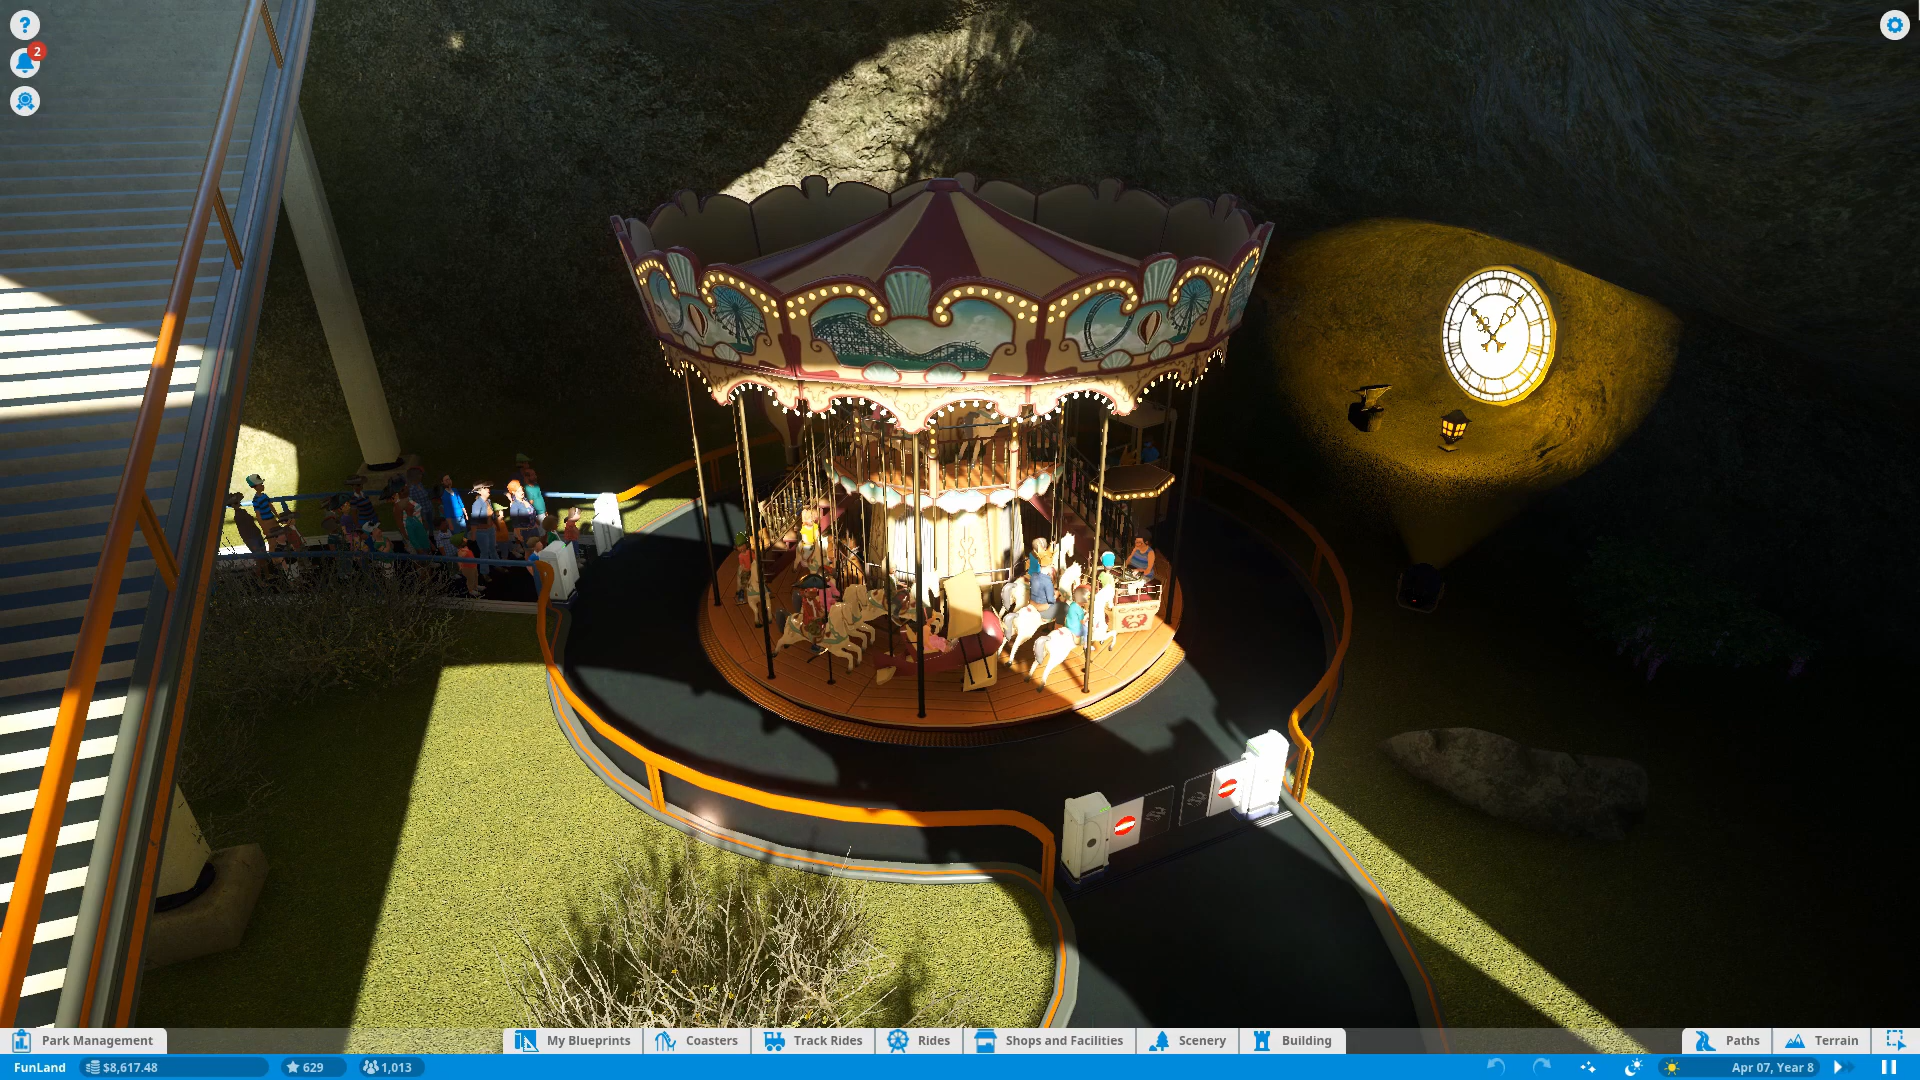 ?
2
Park Management
My Blueprints
Coasters
Track Rides
Rides
Shops and Facilities
Scenery
Building
Paths
Terrain
FunLand
$8,617.48
629
1,013
Apr 07, Year 8